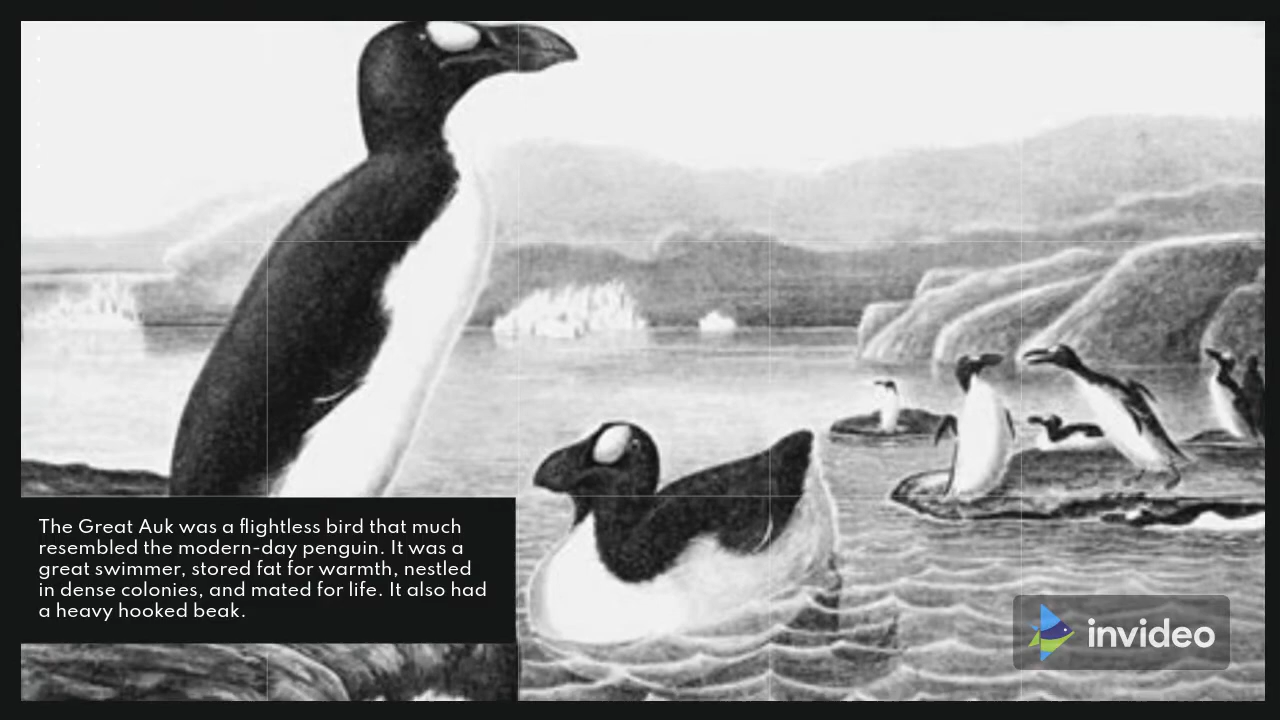 The Great Auk was a flightless bird that much
resembled the modern-day penguin. It was a
great swimmer, stored fat for warmth, nestled
in dense colonies, and mated for life. It also had
a heavy hooked beak.
invideo